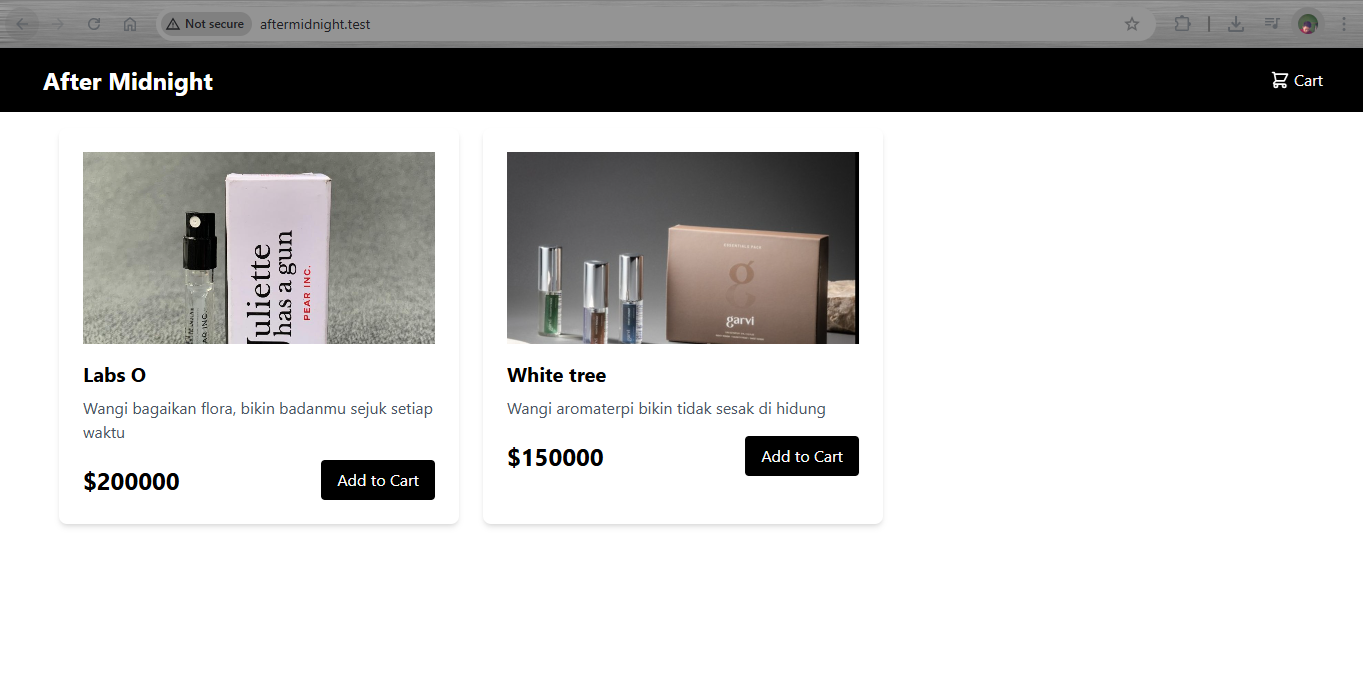 Not secure
aftermidnight.test
After Midnight
Cart
Juliette
has a gun
PEAR INC.
Labs O
Wangi bagaikan flora, bikin badanmu sejuk setiap
waktu
$200000
Add to Cart
g
garvi
White tree
Wangi aromaterpi bikin tidak sesak di hidung
$150000
Add to Cart